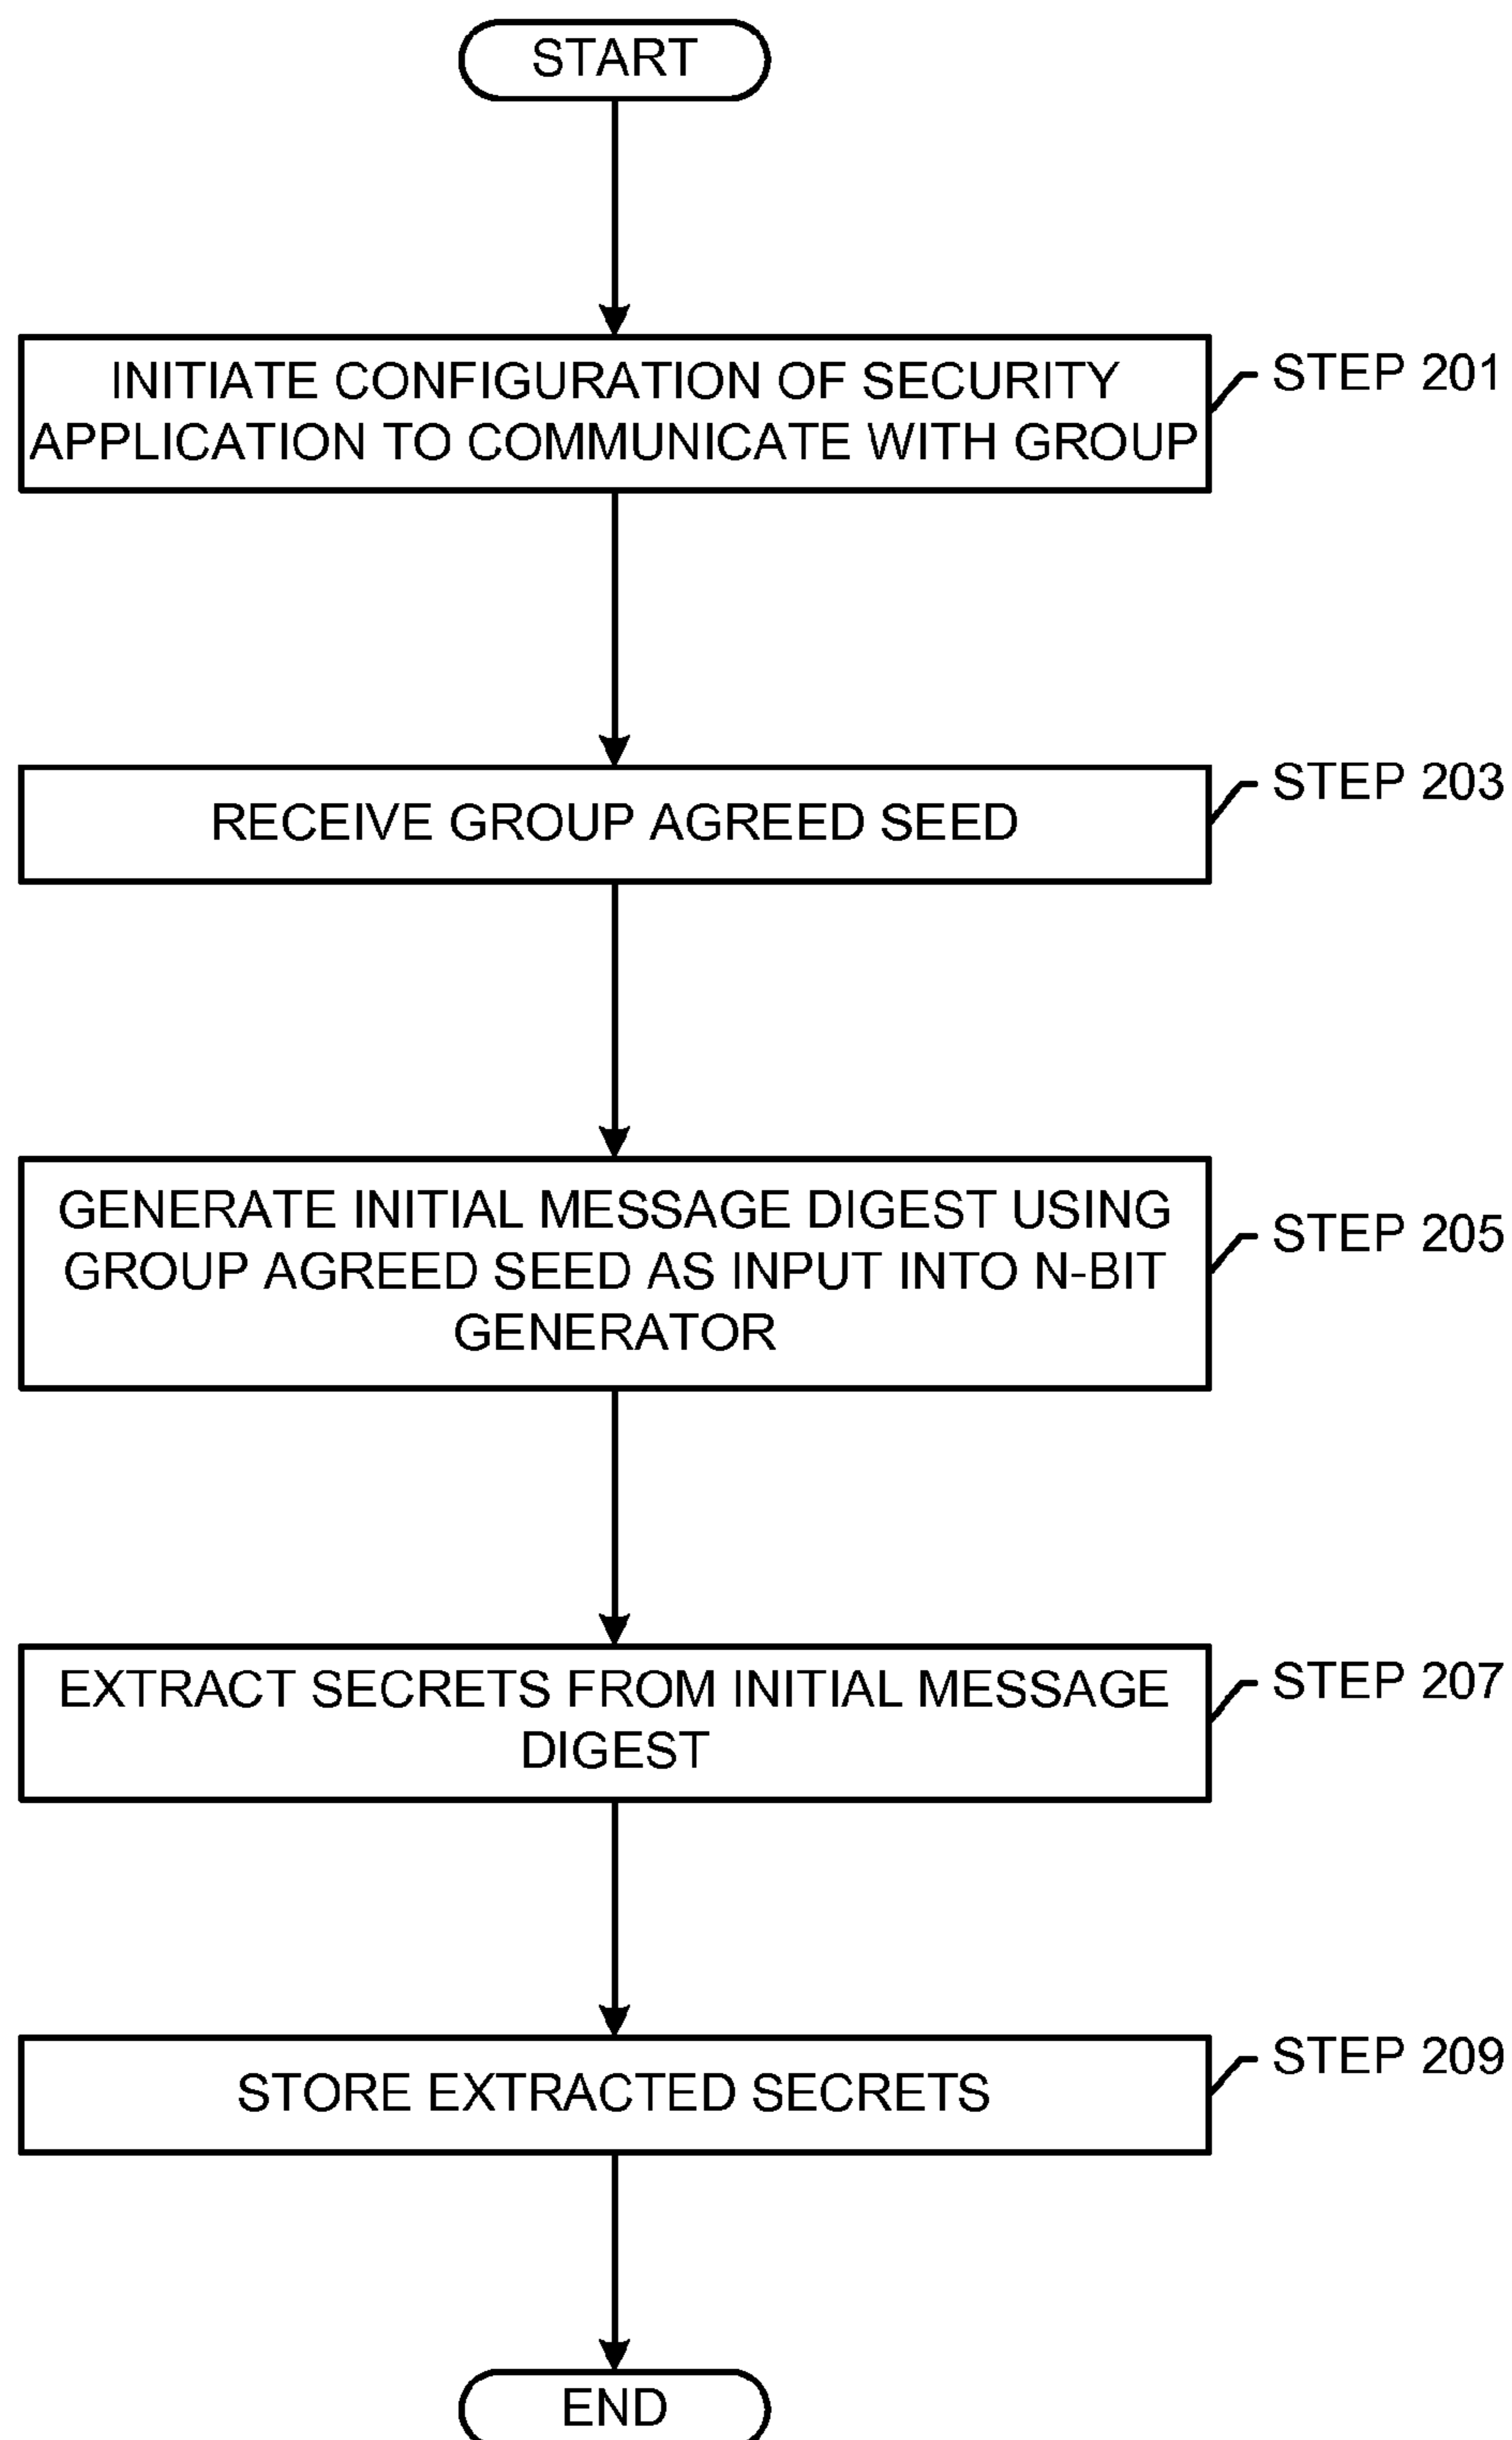 START
INITIATE CONFIGURATION OF SECURITY
APPLICATION TO COMMUNICATE WITH GROUP
STEP 201
RECEIVE GROUP AGREED SEED
STEP 203
GENERATE INITIAL MESSAGE DIGEST USING
GROUP AGREED SEED AS INPUT INTO N-BIT
GENERATOR
STEP 205
EXTRACT SECRETS FROM INITIAL MESSAGE
DIGEST
STEP 207
STORE EXTRACTED SECRETS
STEP 209
END